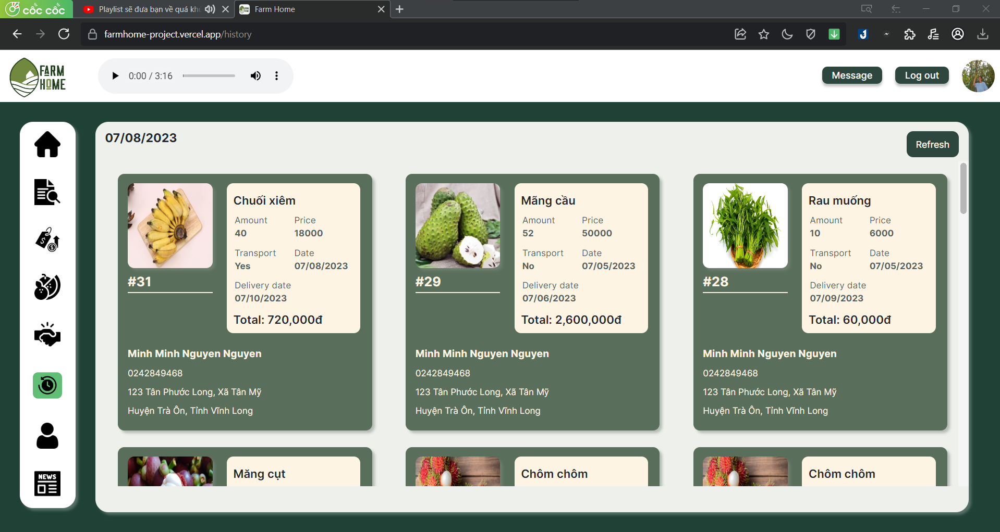 cốc cốc
Playlist sẽ đưa bạn về quá kh
Farm Home
farmhome-project.vercel.app/history
FARM
HOME
0:00 / 3:16
Message
Log out
07/08/2023
Refresh
Chuối xiêm
Amount
Price
40
18000
Transport
Date
Yes
07/08/2023
Delivery date
07/10/2023
Total: 720,000đ
#31
Minh Minh Nguyen Nguyen
0242849468
123 Tân Phước Long, Xã Tân Mỹ
Huyện Trà Ôn, Tỉnh Vĩnh Long
Mãng cầu
Amount
Price
52
50000
Transport
Date
No
07/05/2023
Delivery date
07/06/2023
Total: 2,600,000đ
#29
Minh Minh Nguyen Nguyen
0242849468
123 Tân Phước Long, Xã Tân Mỹ
Huyện Trà Ôn, Tỉnh Vĩnh Long
Rau muống
Amount
Price
10
6000
Transport
Date
No
07/05/2023
Delivery date
07/09/2023
Total: 60,000đ
#28
Minh Minh Nguyen Nguyen
0242849468
123 Tân Phước Long, Xã Tân Mỹ
Huyện Trà Ôn, Tỉnh Vĩnh Long
Măng cụt
Chôm chôm
Chôm chôm
NEWS